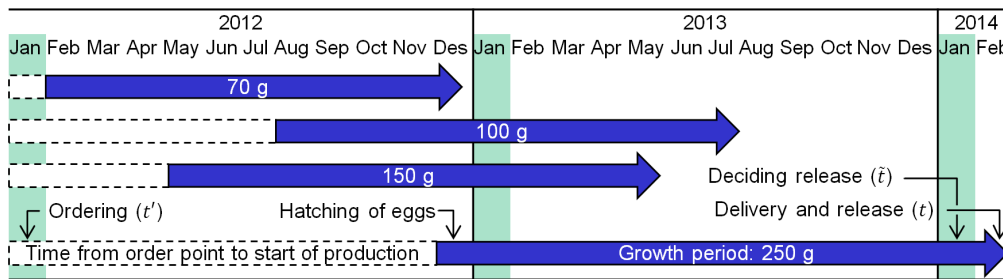 2012 2013 2014
Jan Feb Mar Apr May Jun Jul Aug Sep Oct Nov Des Jan Feb Mar Apr May Jun Jul Aug Sep Oct Nov Des Jan Feb
70 g
100 g
150 g
Deciding release (t̃)
Ordering (t′) Hatching of eggs Delivery and release (t)
Time from order point to start of production Growth period: 250 g